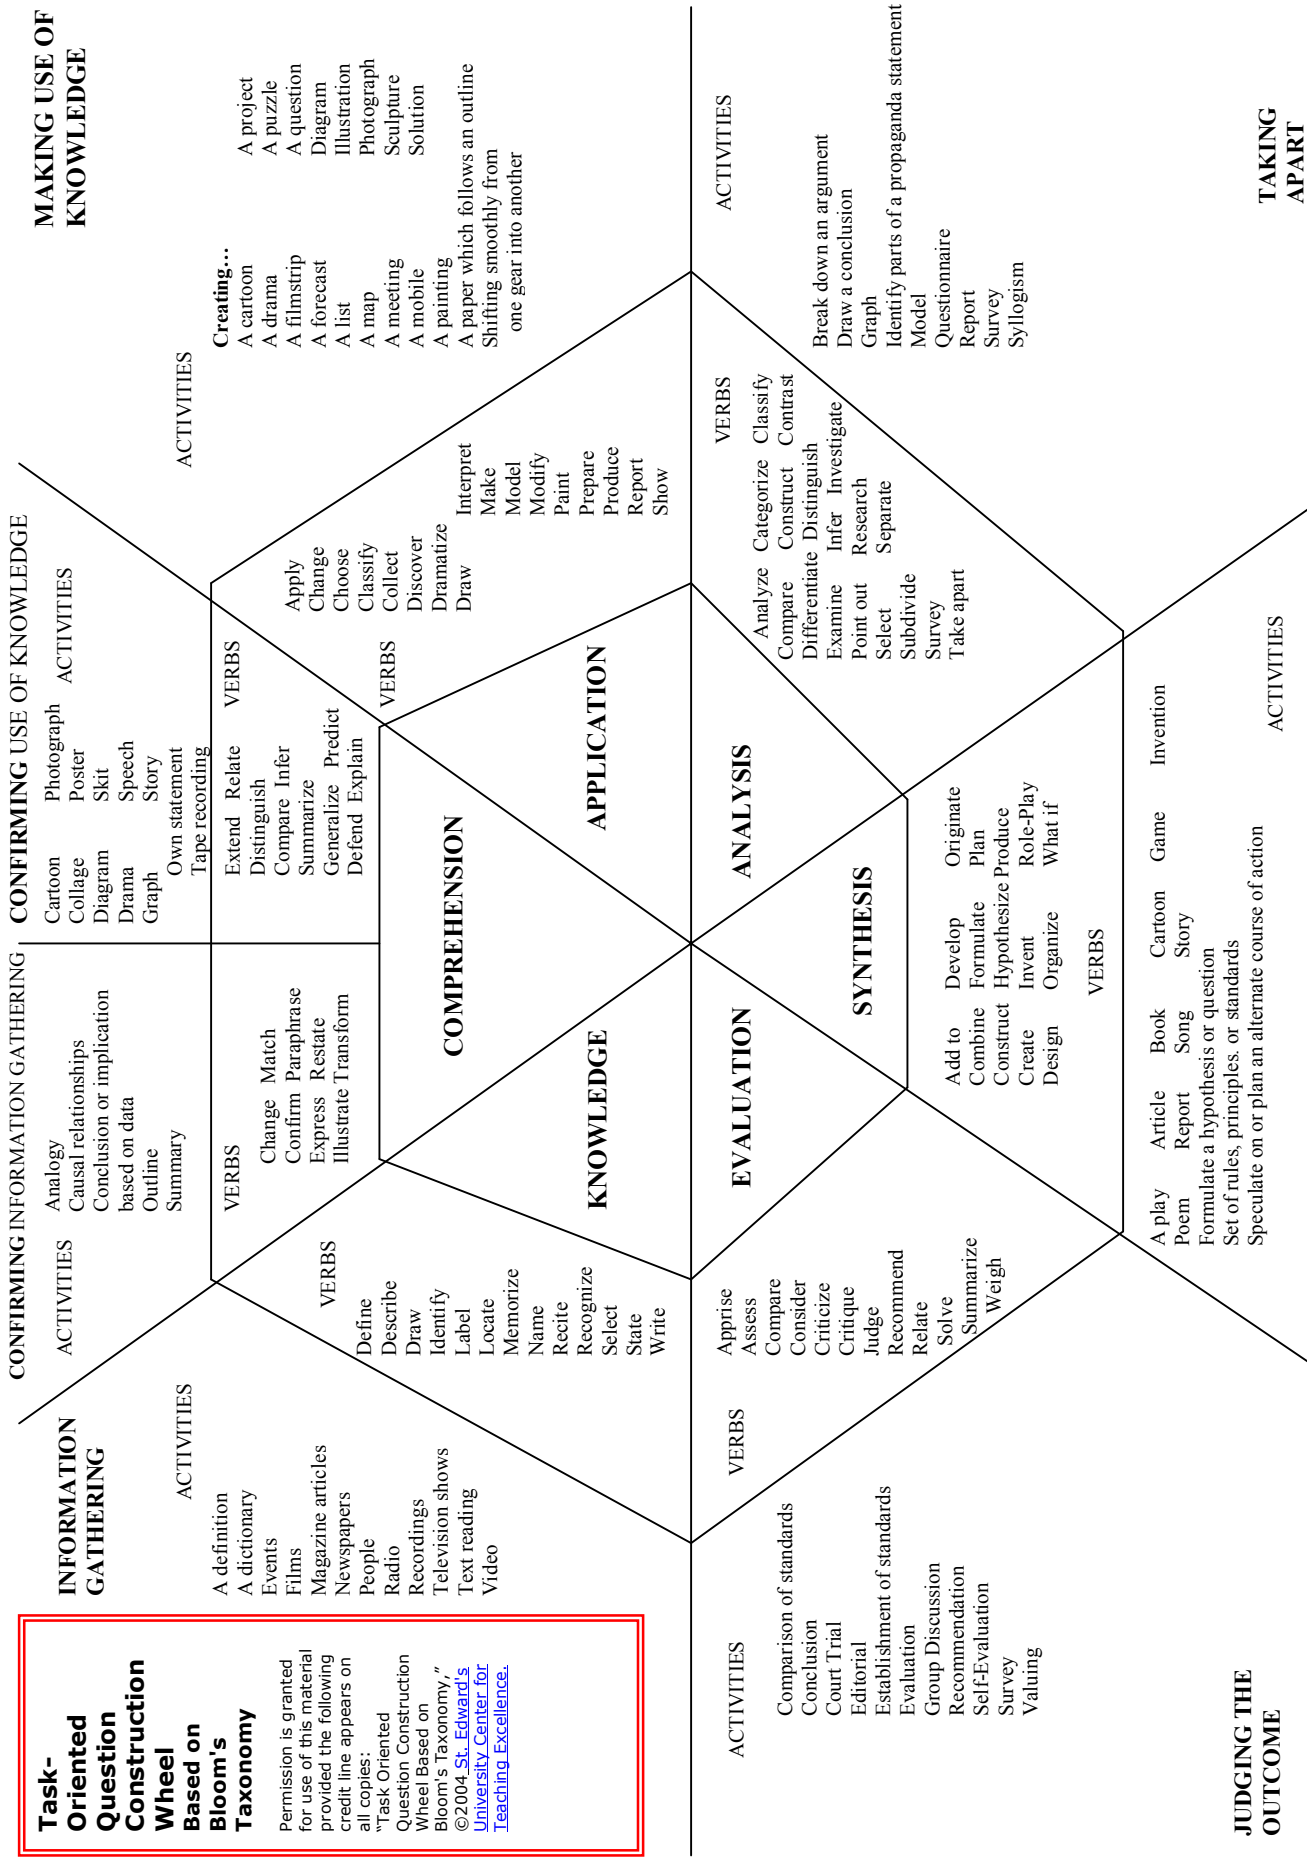 Task-
Oriented
Question
Construction
Wheel
Based on
Bloom's
Taxonomy
Permission is granted
for use of this material
provided the following
credit line appears on
all copies:
"Task Oriented
Question Construction
Wheel Based on
Bloom's Taxonomy,"
©2004 St. Edward's
University Center for
Teaching Excellence.
INFORMATION
GATHERING
ACTIVITIES
A definition
A dictionary
Events
Films
Magazine articles
Newspapers
People
Radio
Recordings
Television shows
Text reading
Video
VERBS
Define
Describe
Draw
Identify
Label
Locate
Memorize
Name
Recite
Recognize
Select
State
Write
KNOWLEDGE
CONFIRMING INFORMATION GATHERING
ACTIVITIES
Analogy
Causal relationships
Conclusion or implication
based on data
Outline
Summary
VERBS
Change Match
Confirm Paraphrase
Express Restate
Illustrate Transform
COMPREHENSION
CONFIRMING USE OF KNOWLEDGE
ACTIVITIES
Cartoon Photograph
Collage Poster
Diagram Skit
Drama Speech
Graph Story
Own statement
Tape recording
VERBS
Extend Relate
Distinguish
Compare Infer
Summarize
Generalize Predict
Defend Explain
MAKING USE OF
KNOWLEDGE
ACTIVITIES
Creating…
A cartoon A project
A drama A puzzle
A filmstrip A question
A forecast Diagram
A list Illustration
A map Photograph
A meeting Sculpture
A mobile Solution
A painting
A paper which follows an outline
Shifting smoothly from
one gear into another
VERBS
Apply
Change
Choose
Classify
Collect
Discover
Dramatize
Draw
Interpret
Make
Model
Modify
Paint
Prepare
Produce
Report
Show
APPLICATION
ANALYSIS
VERBS
Analyze Categorize Classify
Compare Construct Contrast
Differentiate Distinguish
Examine Infer Investigate
Point out Research
Select Separate
Subdivide
Survey
Take apart
ACTIVITIES
Break down an argument
Draw a conclusion
Graph
Identify parts of a propaganda statement
Model
Questionnaire
Report
Survey
Syllogism
TAKING
APART
SYNTHESIS
Add to Develop Originate
Combine Formulate Plan
Construct Hypothesize Produce
Create Invent Role-Play
Design Organize What if
VERBS
A play Article Book Cartoon Game Invention
Poem Report Song Story
Formulate a hypothesis or question
Set of rules, principles. or standards
Speculate on or plan an alternate course of action
ACTIVITIES
EVALUATION
Apprise
Assess
Compare
Consider
Criticize
Critique
Judge
Recommend
Relate
Solve
Summarize
Weigh
VERBS
ACTIVITIES
Comparison of standards
Conclusion
Court Trial
Editorial
Establishment of standards
Evaluation
Group Discussion
Recommendation
Self-Evaluation
Survey
Valuing
JUDGING THE
OUTCOME